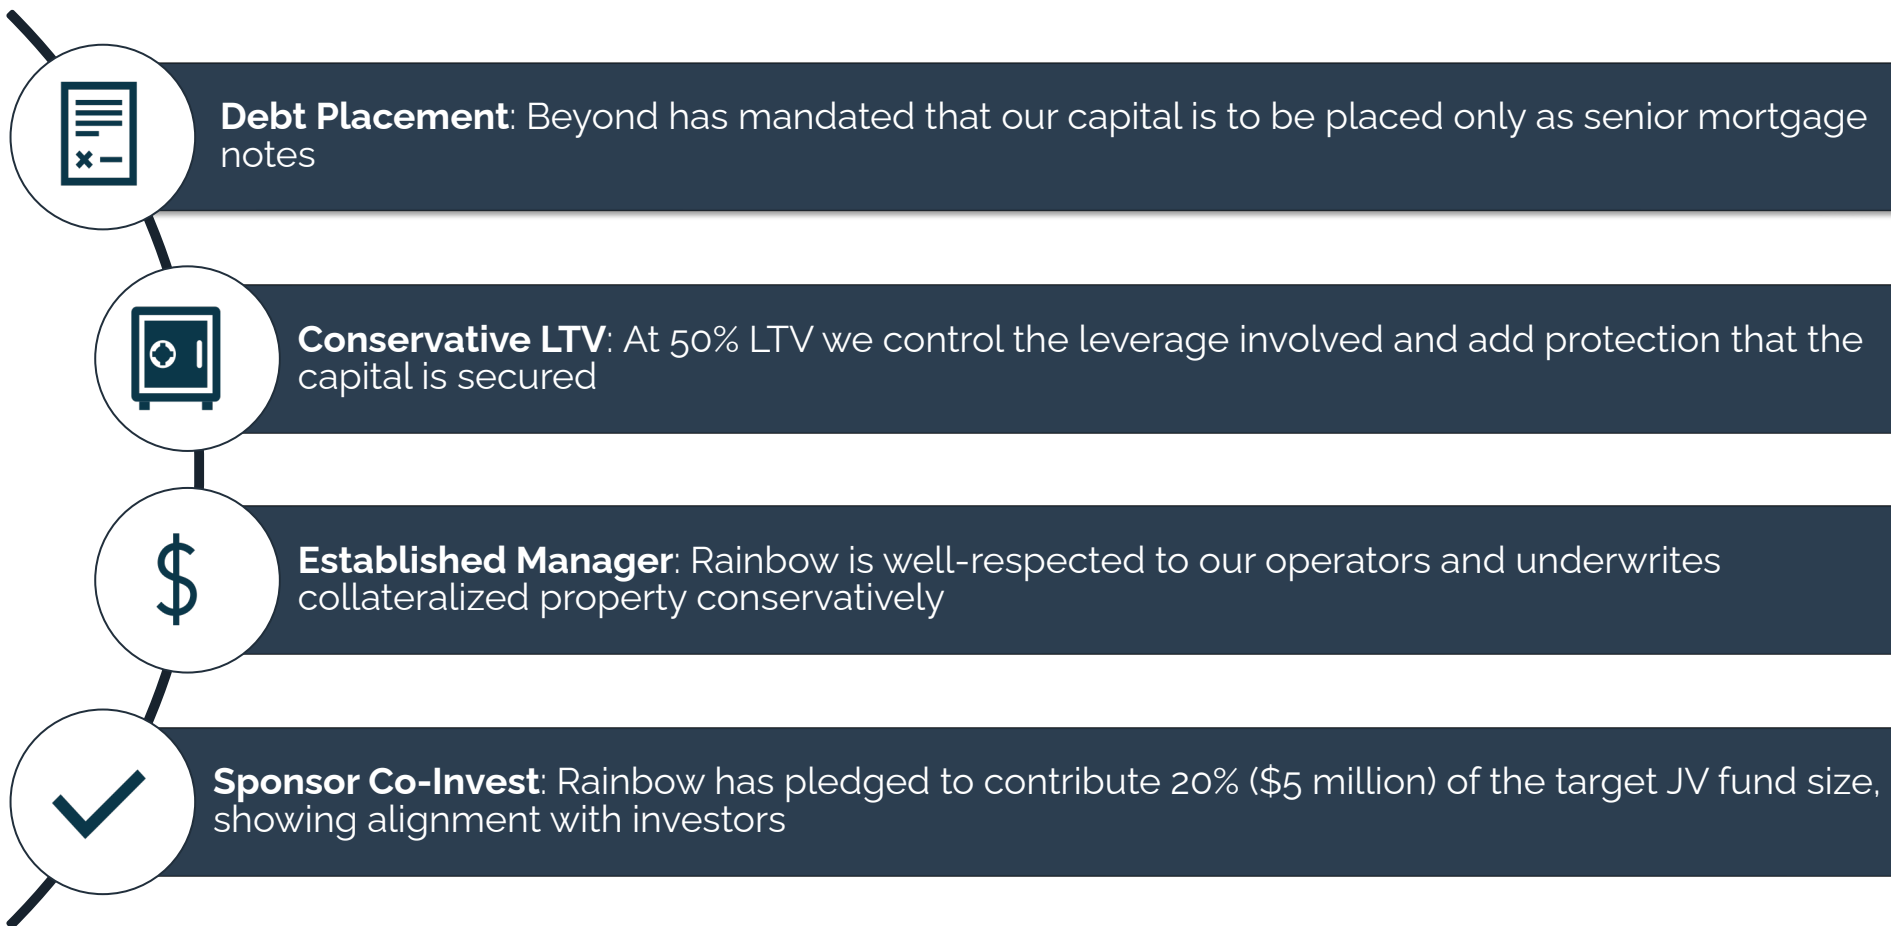 Debt Placement: Beyond has mandated that our capital is to be placed only as senior mortgage
notes
Conservative LTV: At 50% LTV we control the leverage involved and add protection that the
capital is secured
Established Manager: Rainbow is well-respected to our operators and underwrites
collateralized property conservatively
Sponsor Co-Invest: Rainbow has pledged to contribute 20% ($5 million) of the target JV fund size,
showing alignment with investors